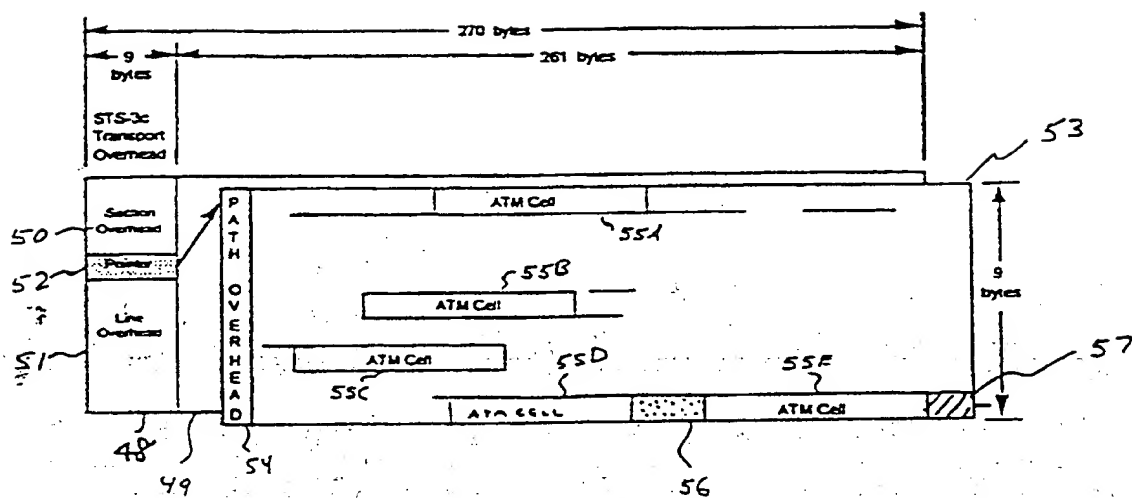 270 bytes
9
bytes
261 bytes
STS-3c
Transport
Overhead
53
Section
Overhead
50
Pointer
52
Line
Overhead
51
PATH OVERHEAD
ATM Cell
55A
55B
ATM Cell
9
bytes
ATM Cell
55C
55D
55E
57
ATM CELL
ATM Cell
48
49
54
56